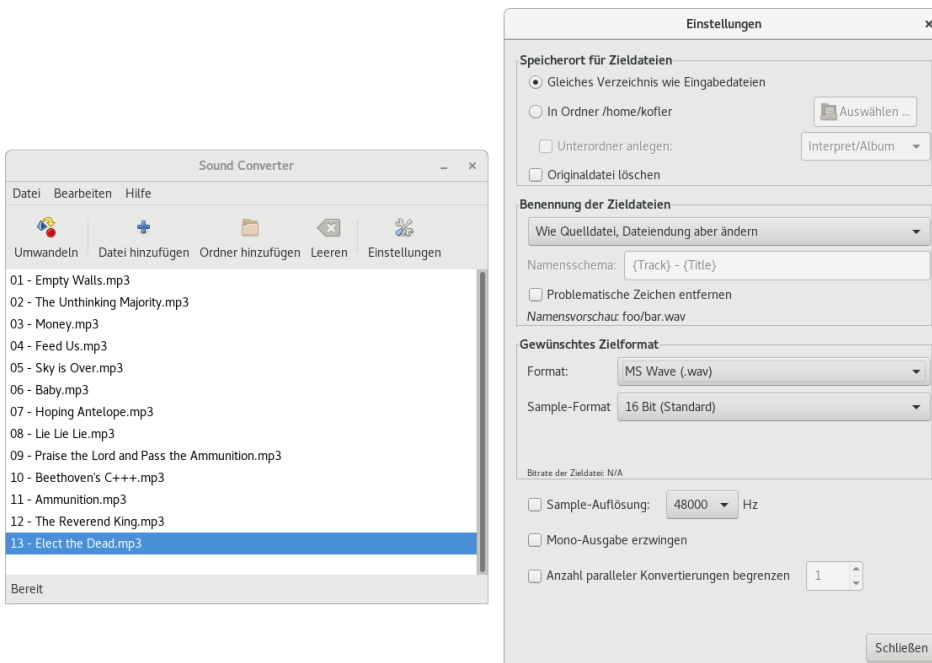 Sound Converter
Datei Bearbeiten Hilfe
Umwandeln Datei hinzufügen Ordner hinzufügen Leeren Einstellungen
01 - Empty Walls.mp3
02 - The Unthinking Majority.mp3
03 - Money.mp3
04 - Feed Us.mp3
05 - Sky is Over.mp3
06 - Baby.mp3
07 - Hoping Antelope.mp3
08 - Lie Lie Lie.mp3
09 - Praise the Lord and Pass the Ammunition.mp3
10 - Beethoven's C+++.mp3
11 - Ammunition.mp3
12 - The Reverend King.mp3
13 - Elect the Dead.mp3
Bereit
Einstellungen
Speicherort für Zieldateien
Gleiches Verzeichnis wie Eingabedateien
In Ordner /home/kofler Auswählen ...
Unterordner anlegen: Interpret/Album
Originaldatei löschen
Benennung der Zieldateien
Wie Quelldatei, Dateiendung aber ändern
Namensschema: {Track} - {Title}
Problematische Zeichen entfernen
Namensvorschau: foo/bar.wav
Gewünschtes Zielformat
Format: MS Wave (.wav)
Sample-Format 16 Bit (Standard)
Bitrate der Zieldatei: N/A
Sample-Auflösung: 48000 Hz
Mono-Ausgabe erzwingen
Anzahl paralleler Konvertierungen begrenzen 1
Schließen